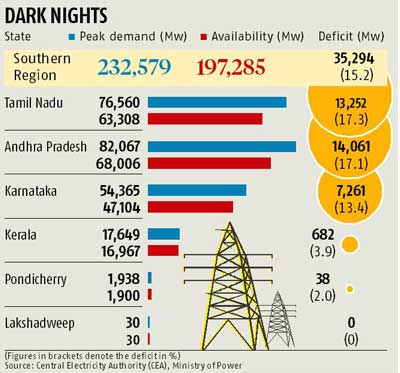 DARK NIGHTS
State Peak demand (Mw) Availability (Mw) Deficit (Mw)
Southern Region 232,579 197,285 35,294 (15.2)
Tamil Nadu 76,560 63,308 13,252 (17.3)
Andhra Pradesh 82,067 68,006 14,061 (17.1)
Karnataka 54,365 47,104 7,261 (13.4)
Kerala 17,649 16,967 682 (3.9)
Pondicherry 1,938 1,900 38 (2.0)
Lakshadweep 30 30 0 (0)
(Figures in brackets denote the deficit in %)
Source: Central Electricity Authority (CEA), Ministry of Power